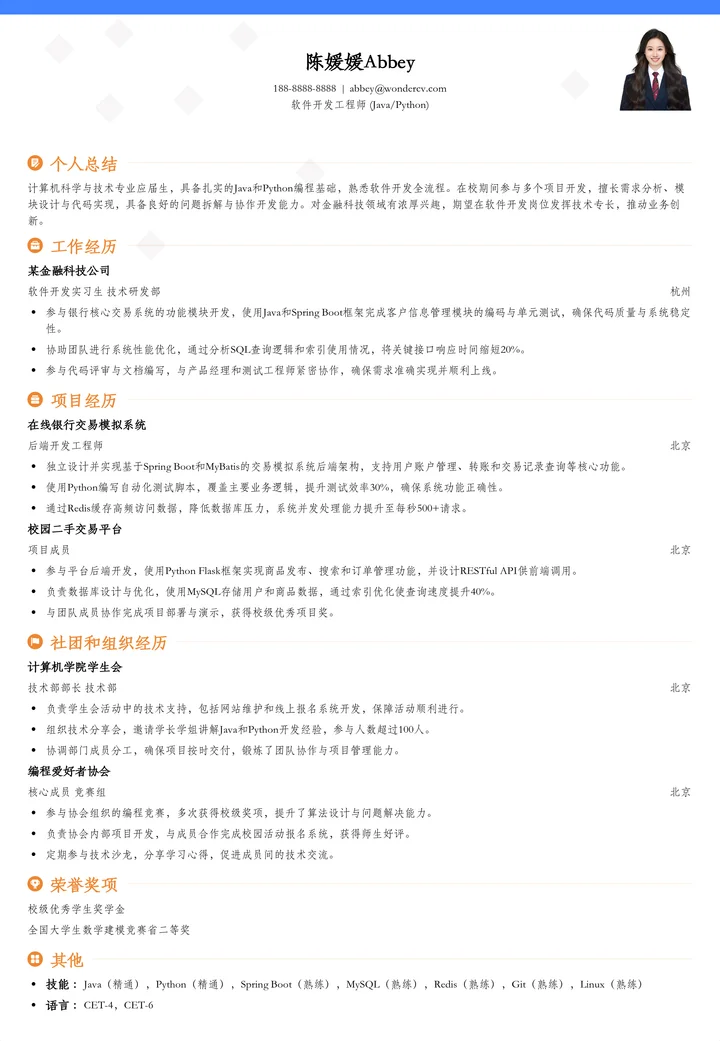 陈媛媛Abbey
188-8888-8888 | abbey@wondercv.com
软件开发工程师 (Java/Python)
个人总结
计算机科学与技术专业应届生，具备扎实的Java和Python编程基础，熟悉软件开发全流程。在校期间参与多个项目开发，擅长需求分析、模
块设计与代码实现，具备良好的问题拆解与协作开发能力。对金融科技领域有浓厚兴趣，期望在软件开发岗位发挥技术专长，推动业务创
新。
工作经历
某金融科技公司
软件开发实习生 技术研发部 杭州
• 参与银行核心交易系统的功能模块开发，使用Java和Spring Boot框架完成客户信息管理模块的编码与单元测试，确保代码质量与系统稳定
性。
• 协助团队进行系统性能优化，通过分析SQL查询逻辑和索引使用情况，将关键接口响应时间缩短20%。
• 参与代码评审与文档编写，与产品经理和测试工程师紧密协作，确保需求准确实现并顺利上线。
项目经历
在线银行交易模拟系统
后端开发工程师 北京
• 独立设计并实现基于Spring Boot和MyBatis的交易模拟系统后端架构，支持用户账户管理、转账和交易记录查询等核心功能。
• 使用Python编写自动化测试脚本，覆盖主要业务逻辑，提升测试效率30%，确保系统功能正确性。
• 通过Redis缓存高频访问数据，降低数据库压力，系统并发处理能力提升至每秒500+请求。
校园二手交易平台
项目成员 北京
• 参与平台后端开发，使用Python Flask框架实现商品发布、搜索和订单管理功能，并设计RESTful API供前端调用。
• 负责数据库设计与优化，使用MySQL存储用户和商品数据，通过索引优化使查询速度提升40%。
• 与团队成员协作完成项目部署与演示，获得校级优秀项目奖。
社团和组织经历
计算机学院学生会
技术部部长 技术部 北京
• 负责学生会活动中的技术支持，包括网站维护和线上报名系统开发，保障活动顺利进行。
• 组织技术分享会，邀请学长学姐讲解Java和Python开发经验，参与人数超过100人。
• 协调部门成员分工，确保项目按时交付，锻炼了团队协作与项目管理能力。
编程爱好者协会
核心成员 竞赛组 北京
• 参与协会组织的编程竞赛，多次获得校级奖项，提升了算法设计与问题解决能力。
• 负责协会内部项目开发，与成员合作完成校园活动报名系统，获得师生好评。
• 定期参与技术沙龙，分享学习心得，促进成员间的技术交流。
荣誉奖项
校级优秀学生奖学金
全国大学生数学建模竞赛省二等奖
其他
• 技能：Java（精通），Python（精通），Spring Boot（熟练），MySQL（熟练），Redis（熟练），Git（熟练），Linux（熟练）
• 语言：CET-4，CET-6